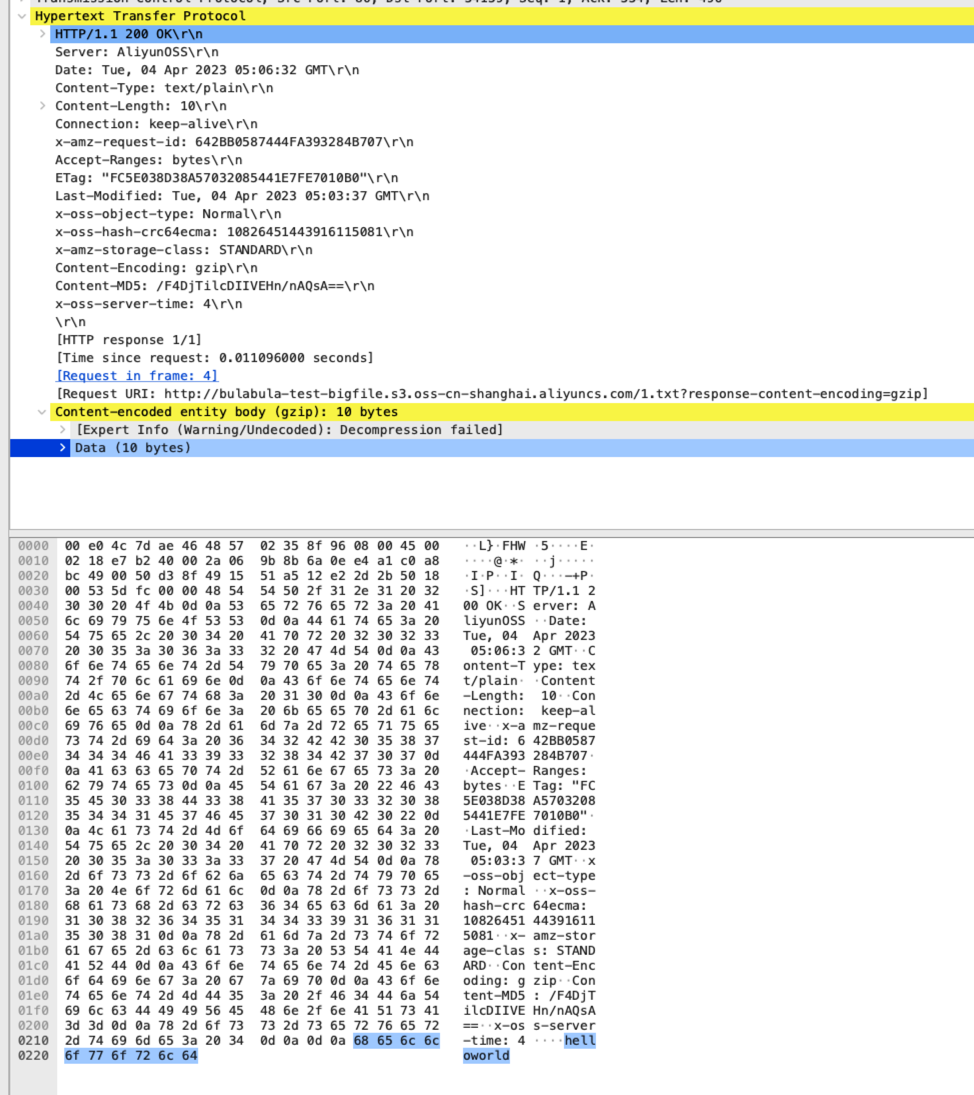 Hypertext Transfer Protocol
HTTP/1.1 200 OK\r\n
Server: AliyunOSS\r\n
Date: Tue, 04 Apr 2023 05:06:32 GMT\r\n
Content-Type: text/plain\r\n
Content-Length: 10\r\n
Connection: keep-alive\r\n
x-amz-request-id: 642BB0587444FA393284B707\r\n
Accept-Ranges: bytes\r\n
ETag: "FC5E038D38A57032085441E7FE7010B0"\r\n
Last-Modified: Tue, 04 Apr 2023 05:03:37 GMT\r\n
x-oss-object-type: Normal\r\n
x-oss-hash-crc64ecma: 10826451443916115081\r\n
x-amz-storage-class: STANDARD\r\n
Content-Encoding: gzip\r\n
Content-MD5: /F4DjTilcDIIVEHn/nAQsA==\r\n
x-oss-server-time: 4\r\n
\r\n
[HTTP response 1/1]
[Time since request: 0.011096000 seconds]
[Request in frame: 4]
[Request URI: http://bulabula-test-bigfile.s3.oss-cn-shanghai.aliyuncs.com/1.txt?response-content-encoding=gzip]
Content-encoded entity body (gzip): 10 bytes
[Expert Info (Warning/Undecoded): Decompression failed]
Data (10 bytes)
0000 00 e0 4c 7d ae 46 48 57 02 35 8f 96 08 00 45 00 ··L}·FHW ·5····E·
0010 02 18 e7 b2 40 00 2a 06 9b 8b 6a 0e e4 a1 c0 a8 ····@·*· ··j·····
0020 bc 49 00 50 d3 8f 49 15 51 a5 12 e2 2d 2b 50 18 ·I·P··I· Q···-+P·
0030 00 53 5d fc 00 00 48 54 54 50 2f 31 2e 31 20 32 ·S]···HT TP/1.1 2
0040 30 30 20 4f 4b 0d 0a 53 65 72 76 65 72 3a 20 41 00 OK··S erver: A
0050 6c 69 79 75 6e 4f 53 53 0d 0a 44 61 74 65 3a 20 liyunOSS ··Date:
0060 54 75 65 2c 20 30 34 20 41 70 72 20 32 30 32 33 Tue, 04 Apr 2023
0070 20 30 35 3a 30 36 3a 33 32 20 47 4d 54 0d 0a 43 05:06:3 2 GMT··C
0080 6f 6e 74 65 6e 74 2d 54 79 70 65 3a 20 74 65 78 ontent-T ype: tex
0090 74 2f 70 6c 61 69 6e 0d 0a 43 6f 6e 74 65 6e 74 t/plain· ·Content
00a0 2d 4c 65 6e 67 74 68 3a 20 31 30 0d 0a 43 6f 6e -Length: 10··Con
00b0 6e 65 63 74 69 6f 6e 3a 20 6b 65 65 70 2d 61 6c nection: keep-al
00c0 69 76 65 0d 0a 78 2d 61 6d 7a 2d 72 65 71 75 65 ive··x-a mz-reque
00d0 73 74 2d 69 64 3a 20 36 34 32 42 42 30 35 38 37 st-id: 6 42BB0587
00e0 34 34 34 46 41 33 39 33 32 38 34 42 37 30 37 0d 444FA393 284B707·
00f0 0a 41 63 63 65 70 74 2d 52 61 6e 67 65 73 3a 20 ·Accept- Ranges:
0100 62 79 74 65 73 0d 0a 45 54 61 67 3a 20 22 46 43 bytes··E Tag: "FC
0110 35 45 30 33 38 44 33 38 41 35 37 30 33 32 30 38 5E038D38 A5703208
0120 35 34 34 31 45 37 46 45 37 30 31 30 42 30 22 0d 5441E7FE 7010B0"·
0130 0a 4c 61 73 74 2d 4d 6f 64 69 66 69 65 64 3a 20 ·Last-Mo dified:
0140 54 75 65 2c 20 30 34 20 41 70 72 20 32 30 32 33 Tue, 04 Apr 2023
0150 20 30 35 3a 30 33 3a 33 37 20 47 4d 54 0d 0a 78 05:03:3 7 GMT··x
0160 2d 6f 73 73 2d 6f 62 6a 65 63 74 2d 74 79 70 65 -oss-obj ect-type
0170 3a 20 4e 6f 72 6d 61 6c 0d 0a 78 2d 6f 73 73 2d : Normal ··x-oss-
0180 68 61 73 68 2d 63 72 63 36 34 65 63 6d 61 3a 20 hash-crc 64ecma:
0190 31 30 38 32 36 34 35 31 34 34 33 39 31 36 31 31 10826451 44391611
01a0 35 30 38 31 0d 0a 78 2d 61 6d 7a 2d 73 74 6f 72 5081··x- amz-stor
01b0 61 67 65 2d 63 6c 61 73 73 3a 20 53 54 41 4e 44 age-clas s: STAND
01c0 41 52 44 0d 0a 43 6f 6e 74 65 6e 74 2d 45 6e 63 ARD··Con tent-Enc
01d0 6f 64 69 6e 67 3a 20 67 7a 69 70 0d 0a 43 6f 6e oding: g zip··Con
01e0 74 65 6e 74 2d 4d 44 35 3a 20 2f 46 34 44 6a 54 tent-MD5 : /F4DjT
01f0 69 6c 63 44 49 49 56 45 48 6e 2f 6e 41 51 73 41 ilcDIIVE Hn/nAQsA
0200 3d 3d 0d 0a 78 2d 6f 73 73 2d 73 65 72 76 65 72 ==··x-os s-server
0210 2d 74 69 6d 65 3a 20 34 0d 0a 0d 0a 68 65 6c 6c -time: 4 ····hell
0220 6f 77 6f 72 6c 64 oworld